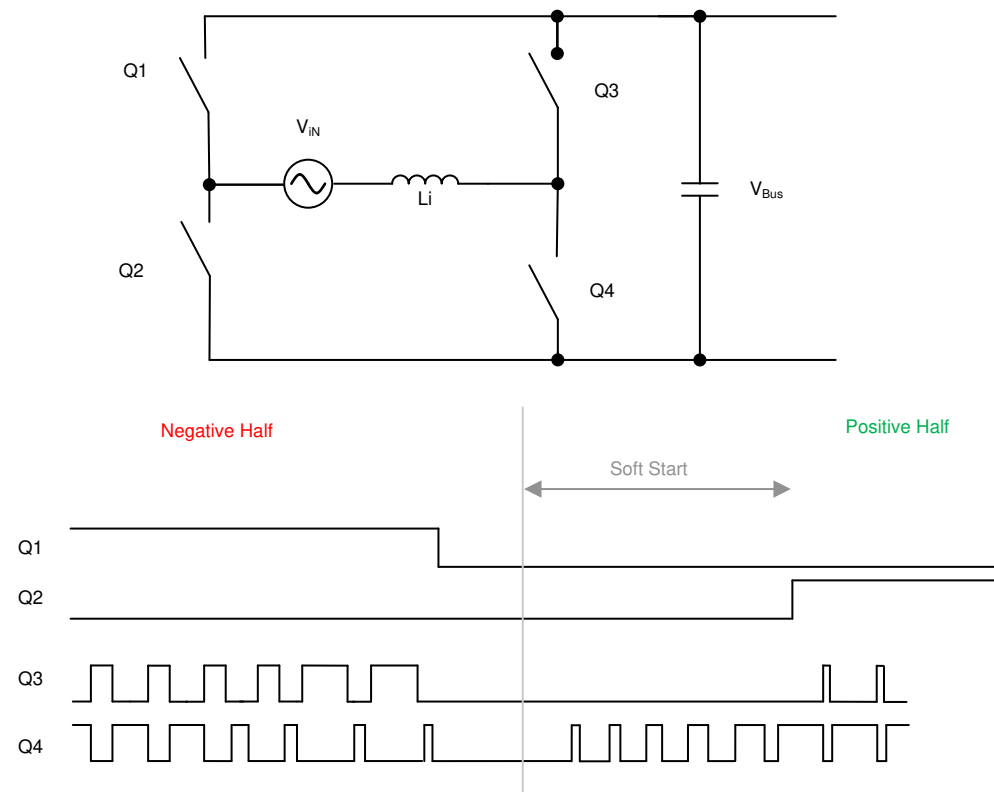 Q1
Q3
ViN
Li
VBus
Q2
Q4
Negative Half
Positive Half
Soft Start
Q1
Q2
Q3
Q4